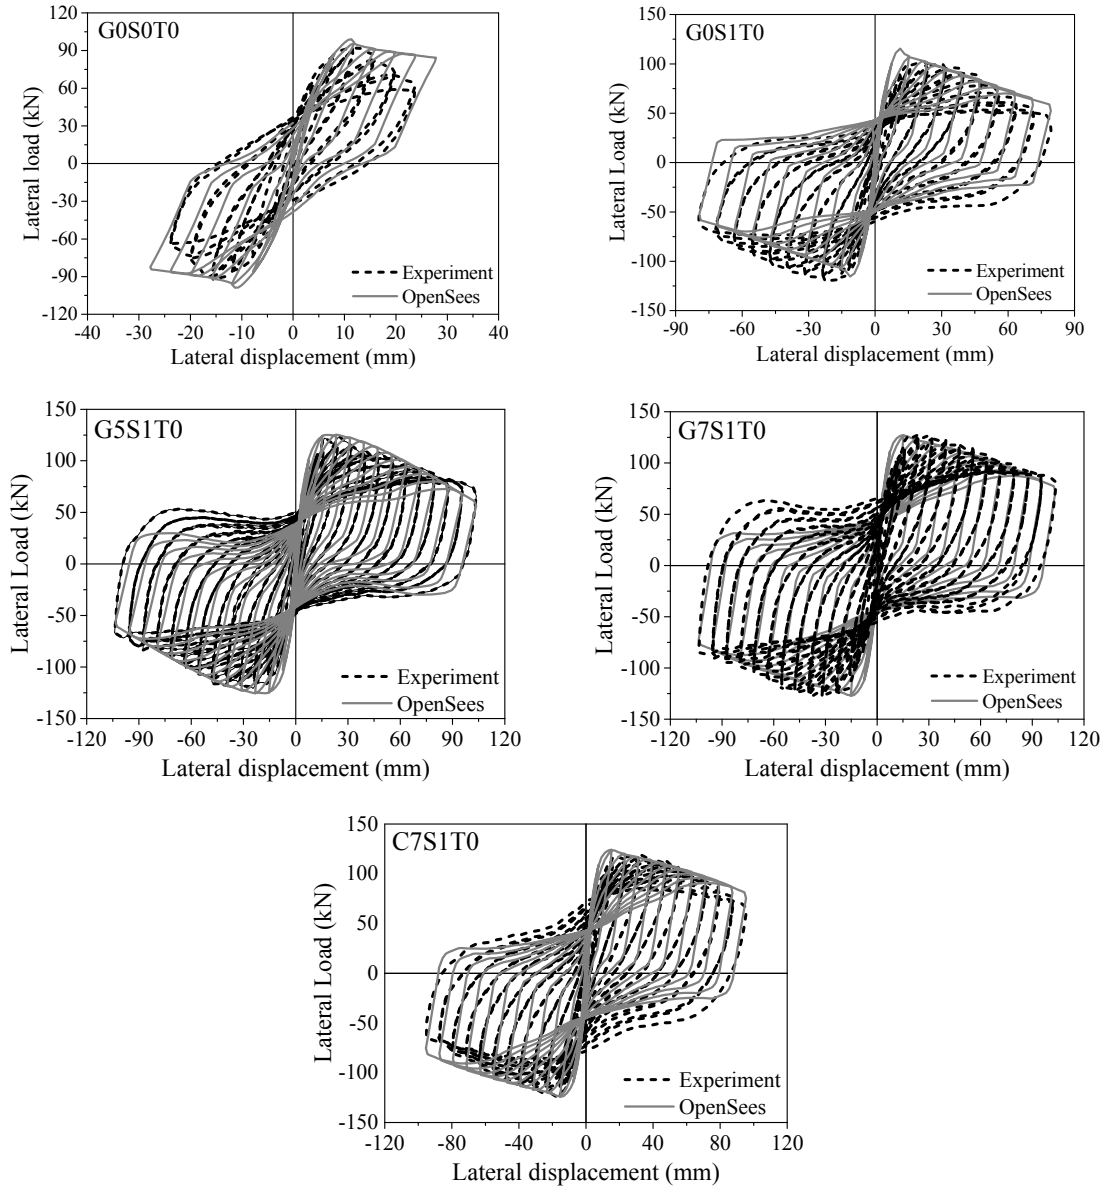 G0S0T0
120
90
60
30
0
-30
-60
-90
-120
-40 -30 -20 -10 0 10 20 30 40
Lateral load (kN)
Lateral displacement (mm)
Experiment
OpenSees
G0S1T0
150
100
50
0
-50
-100
-150
-90 -60 -30 0 30 60 90
Lateral Load (kN)
Lateral displacement (mm)
Experiment
OpenSees
G5S1T0
150
100
50
0
-50
-100
-150
-120 -90 -60 -30 0 30 60 90 120
Lateral Load (kN)
Lateral displacement (mm)
Experiment
OpenSees
G7S1T0
150
100
50
0
-50
-100
-150
-120 -90 -60 -30 0 30 60 90 120
Lateral Load (kN)
Lateral displacement (mm)
Experiment
OpenSees
C7S1T0
150
100
50
0
-50
-100
-150
-120 -80 -40 0 40 80 120
Lateral Load (kN)
Lateral displacement (mm)
Experiment
OpenSees